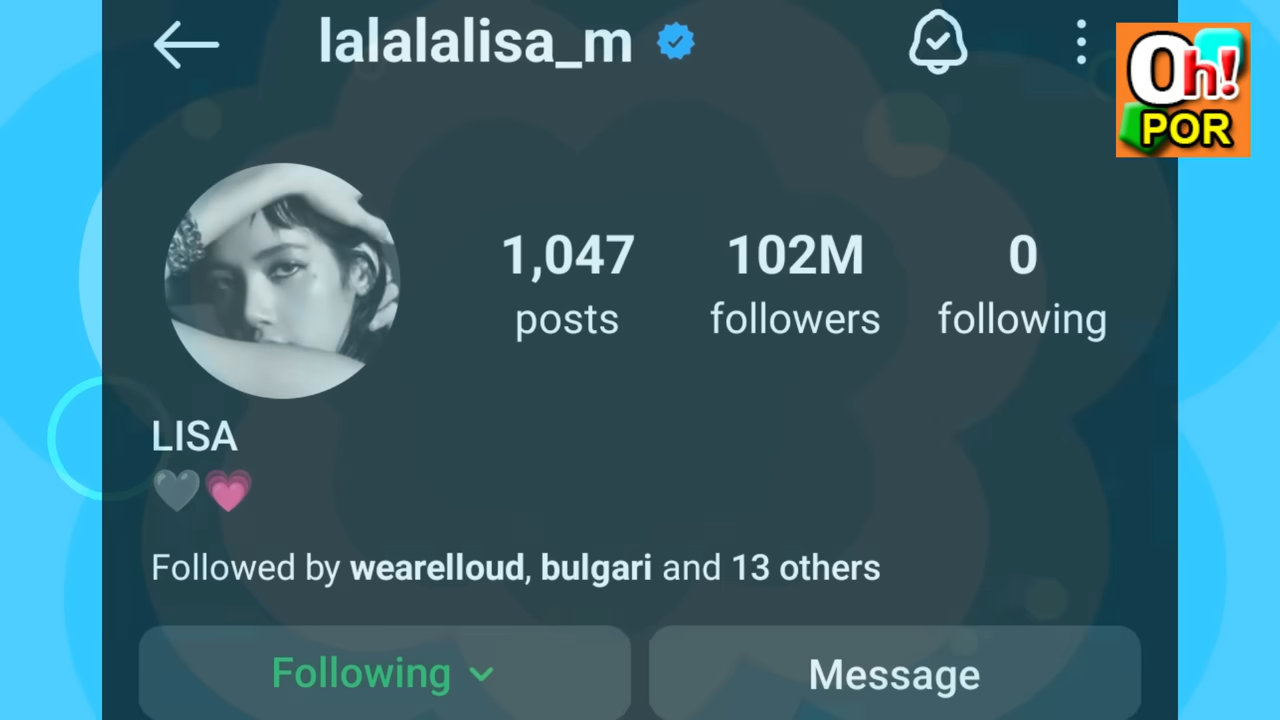 lalalalisa_m
Oh!
POR
1,047 102M 0
posts followers following
LISA
🖤💗
Followed by wearelloud, bulgari and 13 others
Following Message